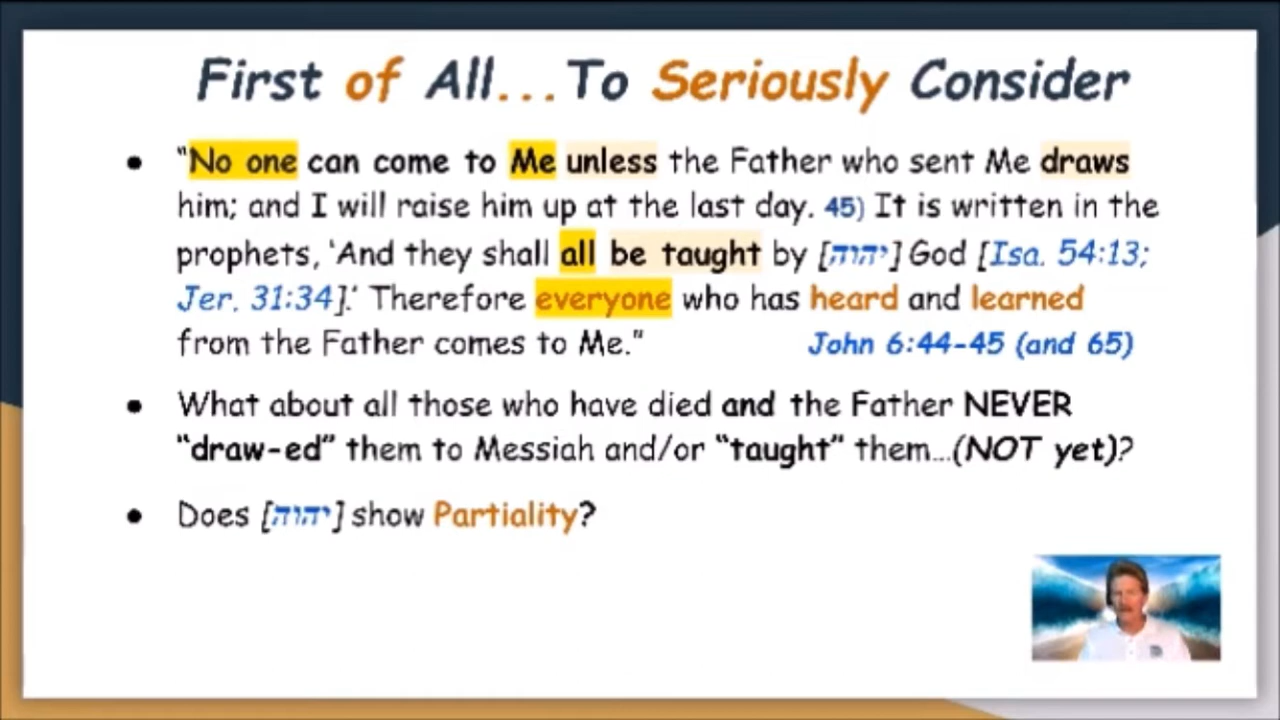 First of All...To Seriously Consider
• "No one can come to Me unless the Father who sent Me draws
him; and I will raise him up at the last day. 45) It is written in the
prophets, 'And they shall all be taught by [יהוה] God [Isa. 54:13;
Jer. 31:34].' Therefore everyone who has heard and learned
from the Father comes to Me." John 6:44-45 (and 65)
• What about all those who have died and the Father NEVER
"draw-ed" them to Messiah and/or "taught" them...(NOT yet)?
• Does [יהוה] show Partiality?